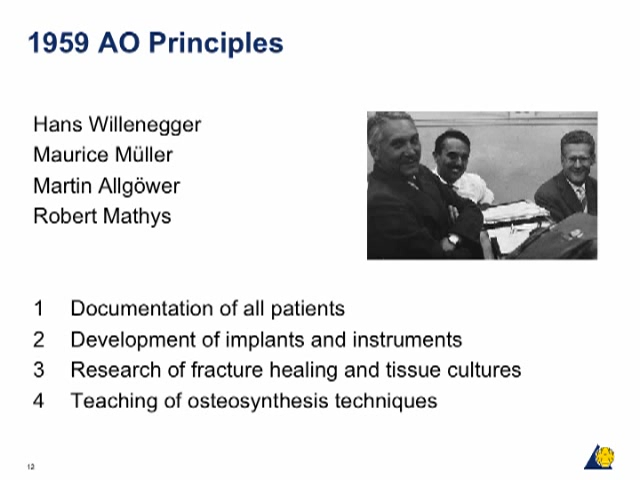 1959 AO Principles
Hans Willenegger
Maurice Müller
Martin Allgöwer
Robert Mathys
1 Documentation of all patients
2 Development of implants and instruments
3 Research of fracture healing and tissue cultures
4 Teaching of osteosynthesis techniques
12